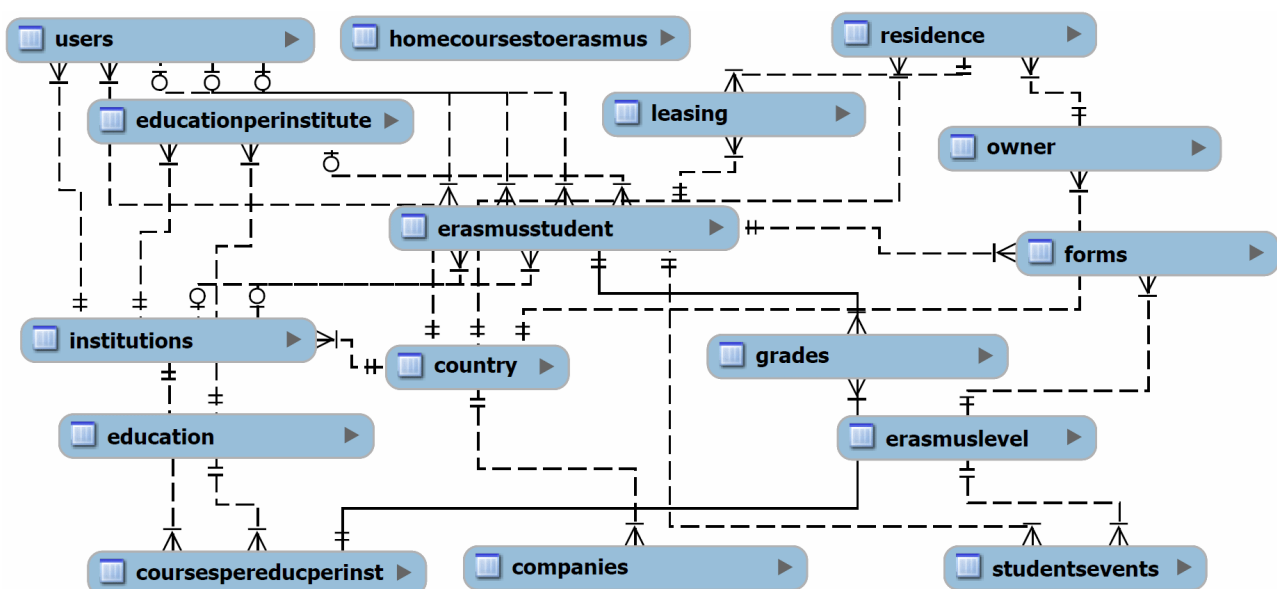 users
homecoursestoerasmus
residence
educationperinstitute
leasing
owner
erasmusstudent
forms
institutions
country
grades
education
erasmuslevel
coursespereducperinst
companies
studentsevents